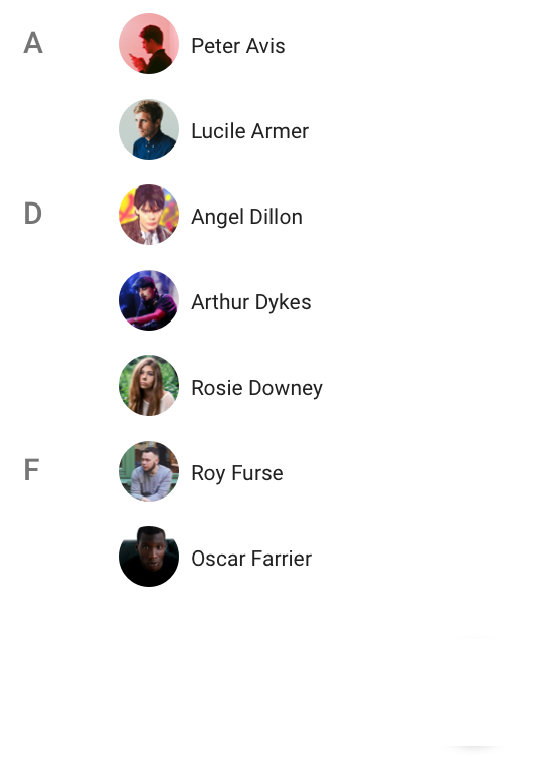 A
Peter Avis
Lucile Armer
D
Angel Dillon
Arthur Dykes
Rosie Downey
F
Roy Furse
Oscar Farrier